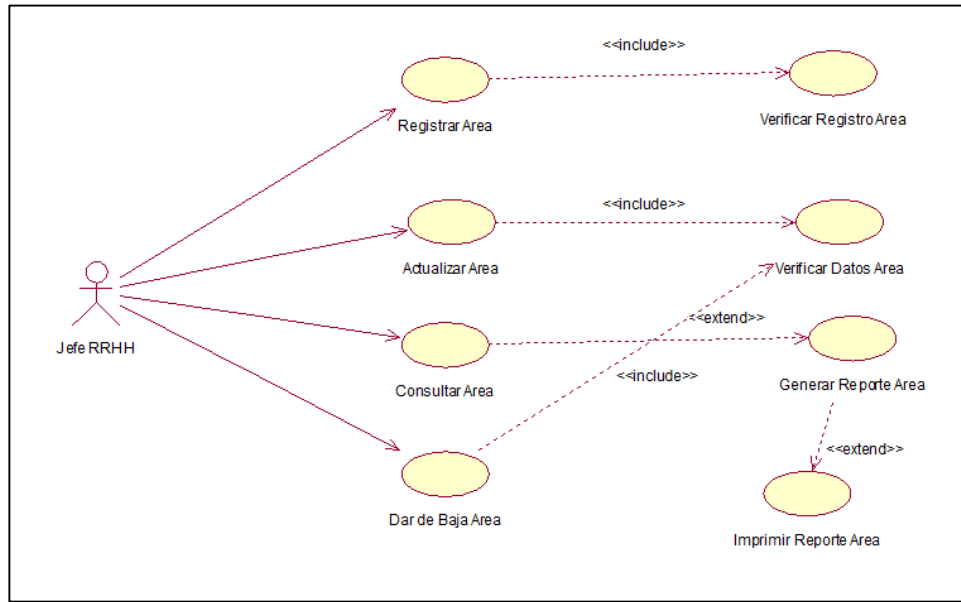 <<include>>
Registrar Area
Verificar Registro Area
<<include>>
Actualizar Area
Verificar Datos Area
Jefe RRHH
<<extend>>
Consultar Area
<<include>>
Generar Reporte Area
<<extend>>
Dar de Baja Area
Imprimir Reporte Area